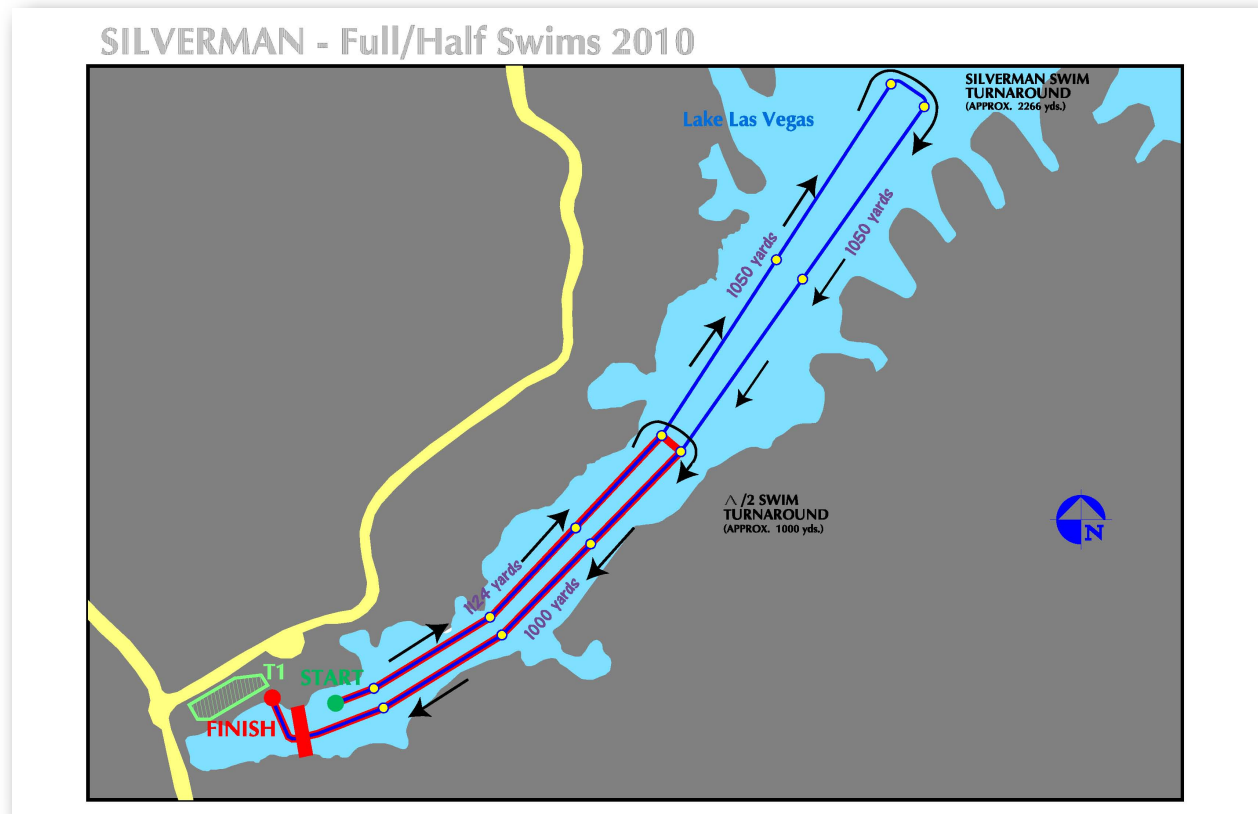 SILVERMAN - Full/Half Swims 2010
SILVERMAN SWIM
TURNAROUND
(APPROX. 2266 yds.)
Lake Las Vegas
1050 yards
1050 yards
Λ /2 SWIM
TURNAROUND
(APPROX. 1000 yds.)
N
1124 yards
1000 yards
T1
START
FINISH